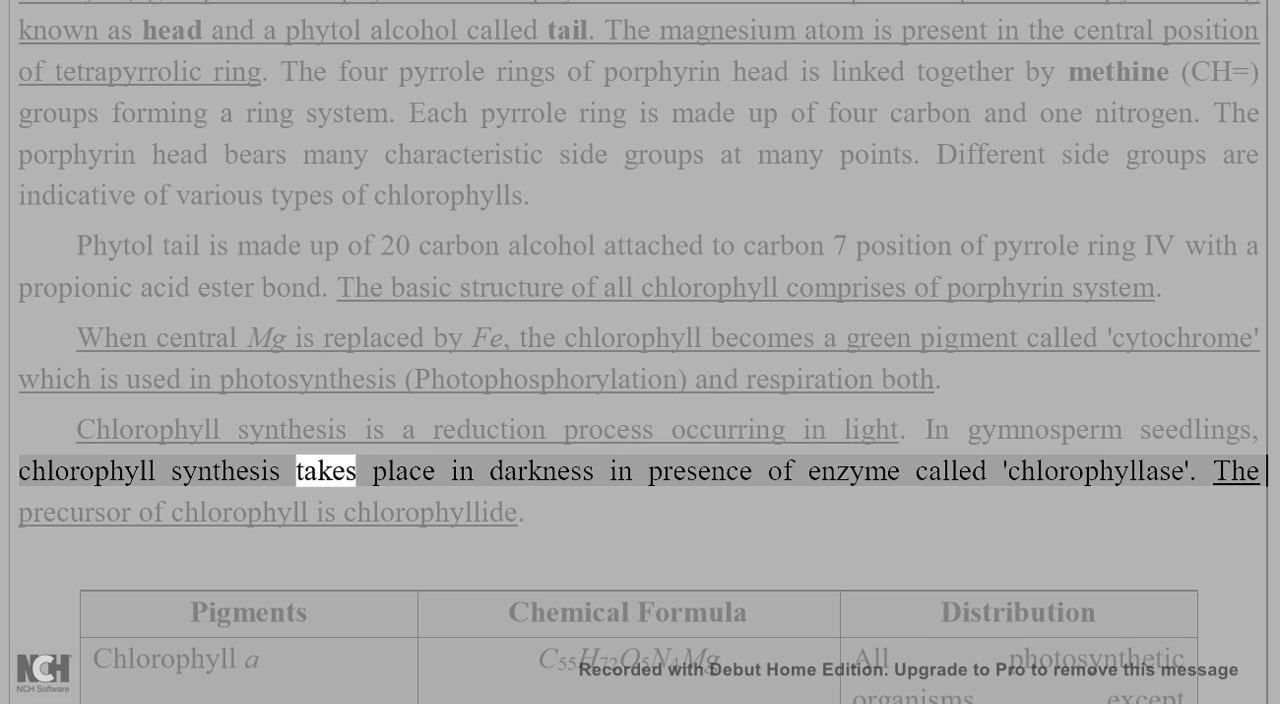 known as head and a phytol alcohol called tail. The magnesium atom is present in the central position
of tetrapyrrolic ring. The four pyrrole rings of porphyrin head is linked together by methine (CH=)
groups forming a ring system. Each pyrrole ring is made up of four carbon and one nitrogen. The
porphyrin head bears many characteristic side groups at many points. Different side groups are
indicative of various types of chlorophylls.
Phytol tail is made up of 20 carbon alcohol attached to carbon 7 position of pyrrole ring IV with a
propionic acid ester bond. The basic structure of all chlorophyll comprises of porphyrin system.
When central Mg is replaced by Fe, the chlorophyll becomes a green pigment called 'cytochrome'
which is used in photosynthesis (Photophosphorylation) and respiration both.
Chlorophyll synthesis is a reduction process occurring in light. In gymnosperm seedlings,
chlorophyll synthesis takes place in darkness in presence of enzyme called 'chlorophyllase'. The
precursor of chlorophyll is chlorophyllide.
Pigments Chemical Formula Distribution
Chlorophyll a C55H72O5N4Mg All photosynthetic
organisms except
NCH
NCH Software
Recorded with Debut Home Edition. Upgrade to Pro to remove this message